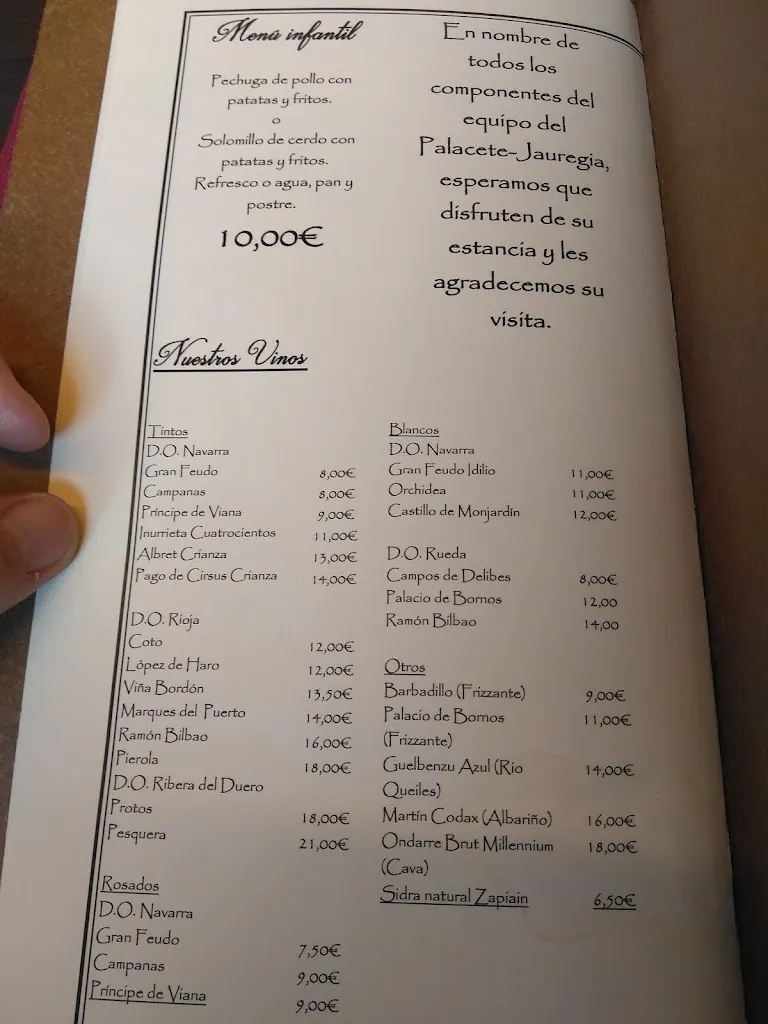 Menú infantil
Pechuga de pollo con
patatas y fritos.
o
Solomillo de cerdo con
patatas y fritos.
Refresco o agua, pan y
postre.
10,00€
En nombre de
todos los
componentes del
equipo del
Palacete-Jauregia,
esperamos que
disfruten de su
estancia y les
agradecemos su
visita.
Nuestros Vinos
Tintos
D.O. Navarra
Gran Feudo 8,00€
Campanas 8,00€
Príncipe de Viana 9,00€
Inurrieta Cuatrocientos 11,00€
Albret Crianza 13,00€
Pago de Cirsus Crianza 14,00€
D.O. Rioja
Coto 12,00€
López de Haro 12,00€
Viña Bordón 13,50€
Marques del Puerto 14,00€
Ramón Bilbao 16,00€
Pierola 18,00€
D.O. Ribera del Duero
Protos 18,00€
Pesquera 21,00€
Rosados
D.O. Navarra
Gran Feudo 7,50€
Campanas 9,00€
Príncipe de Viana 9,00€
Blancos
D.O. Navarra
Gran Feudo Idilio 11,00€
Orchidea 11,00€
Castillo de Monjardín 12,00€
D.O. Rueda
Campos de Delibes 8,00€
Palacio de Bornos 12,00
Ramón Bilbao 14,00
Otros
Barbadillo (Frizzante) 9,00€
Palacio de Bornos 11,00€
(Frizzante)
Guelbenzu Azul (Rio 14,00€
Queiles)
Martín Codax (Albariño) 16,00€
Ondarre Brut Millennium 18,00€
(Cava)
Sidra natural Zapiain 6,50€